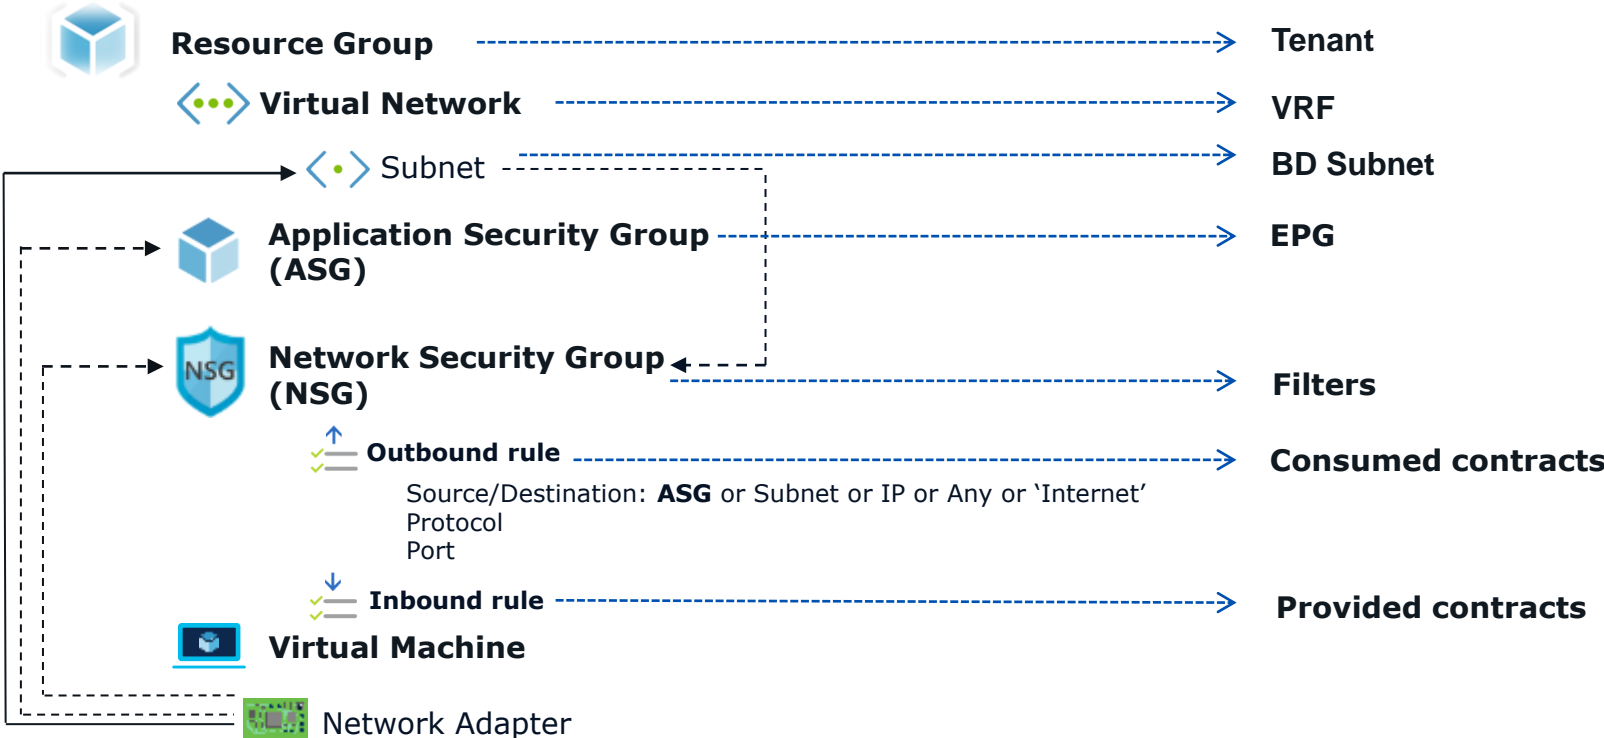 Resource Group
Tenant
Virtual Network
VRF
Subnet
BD Subnet
Application Security Group
(ASG)
EPG
NSG
Network Security Group
(NSG)
Filters
Outbound rule
Consumed contracts
Source/Destination: ASG or Subnet or IP or Any or ‘Internet’
Protocol
Port
Inbound rule
Provided contracts
Virtual Machine
Network Adapter